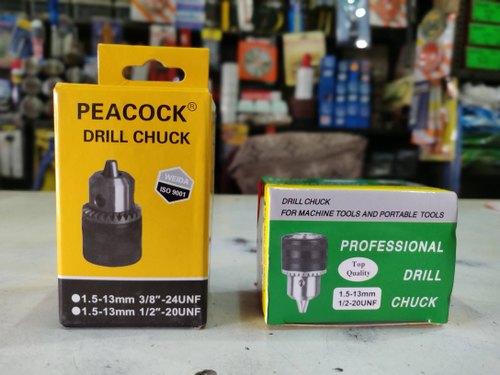 PEACOCK®
DRILL CHUCK
WEIDA
ISO 9001
●1.5-13mm 3/8"-24UNF
●1.5-13mm 1/2"-20UNF
DRILL CHUCK
FOR MACHINE TOOLS AND PORTABLE TOOLS
PROFESSIONAL
Top
Quality
DRILL
1.5-13mm
1/2-20UNF
CHUCK